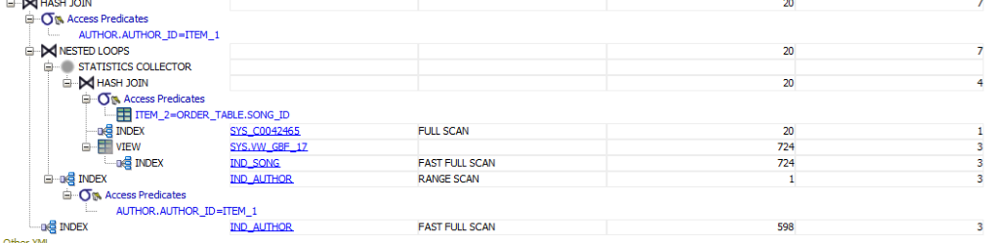 HASH JOIN 20 7
Access Predicates
AUTHOR.AUTHOR_ID=ITEM_1
NESTED LOOPS 20 7
STATISTICS COLLECTOR
HASH JOIN 20 4
Access Predicates
ITEM_2=ORDER_TABLE.SONG_ID
INDEX SYS_C0042465 FULL SCAN 20 1
VIEW SYS.VW_GBF_17 724 3
INDEX IND_SONG FAST FULL SCAN 724 3
INDEX IND_AUTHOR RANGE SCAN 1 3
Access Predicates
AUTHOR.AUTHOR_ID=ITEM_1
INDEX IND_AUTHOR FAST FULL SCAN 598 3
Other XML